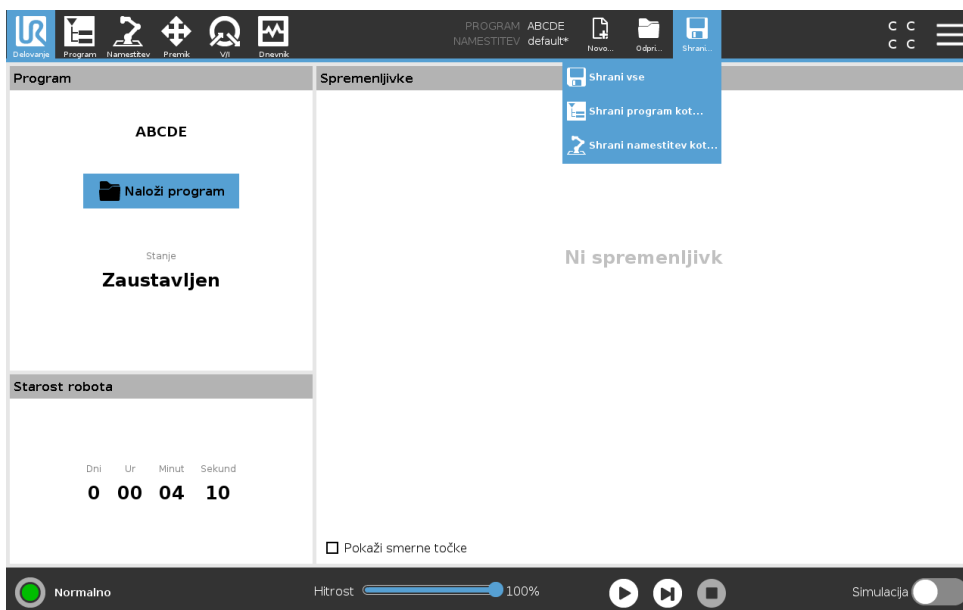 UR
Delovanje
Program
Namestitev
Premik
V/I
Dnevnik
PROGRAM ABCDE
NAMESTITEV default*
Novo...
Odpri...
Shrani...
C C
C C
Shrani vse
Shrani program kot...
Shrani namestitev kot...
Program
ABCDE
Naloži program
Stanje
Zaustavljen
Starost robota
Dni Ur Minut Sekund
0 00 04 10
Spremenljivke
Ni spremenljivk
Pokaži smerne točke
Normalno
Hitrost 100%
Simulacija